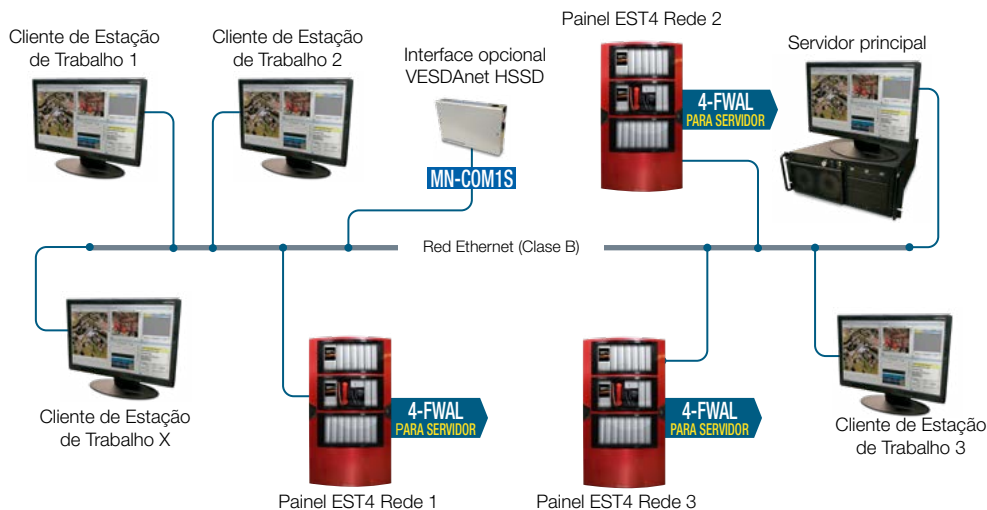 Painel EST4 Rede 2
Cliente de Estação
de Trabalho 1
Cliente de Estação
de Trabalho 2
Interface opcional
VESDAnet HSSD
Servidor principal
4-FWAL
PARA SERVIDOR
MN-COM1S
Red Ethernet (Clase B)
Cliente de Estação
de Trabalho X
4-FWAL
PARA SERVIDOR
4-FWAL
PARA SERVIDOR
Cliente de Estação
de Trabalho 3
Painel EST4 Rede 1
Painel EST4 Rede 3